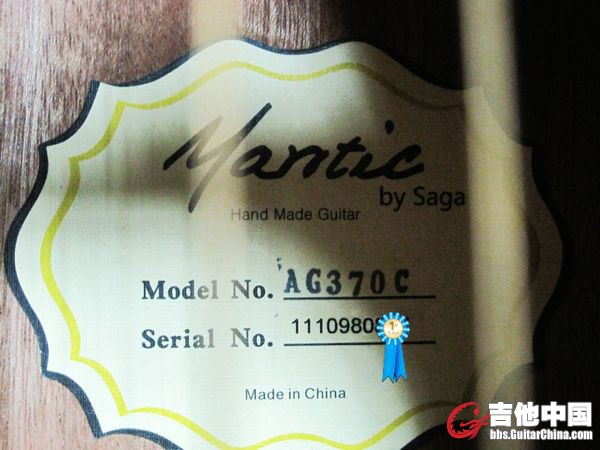 Mantic
by Saga
Hand Made Guitar
Model No. AG370C
Serial No.
Made in China
吉他中国
bbs.GuitarChina.com